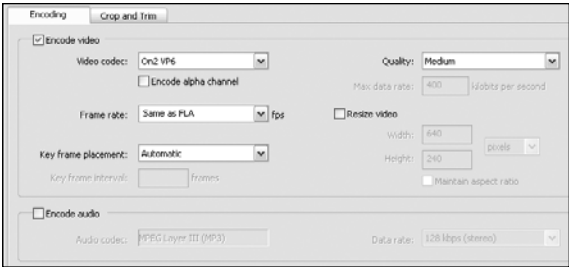 Encoding Crop and Trim
Encode video
Video codec: On2 VP6 Quality: Medium
Encode alpha channel Max data rate: 400 kilobits per second
Frame rate: Same as FLA fps Resize video
Width: 640 pixels
Key frame placement: Automatic Height: 240
Key frame interval: frames Maintain aspect ratio
Encode audio
Audio codec: MPEG Layer III (MP3) Data rate: 128 kbps (stereo)